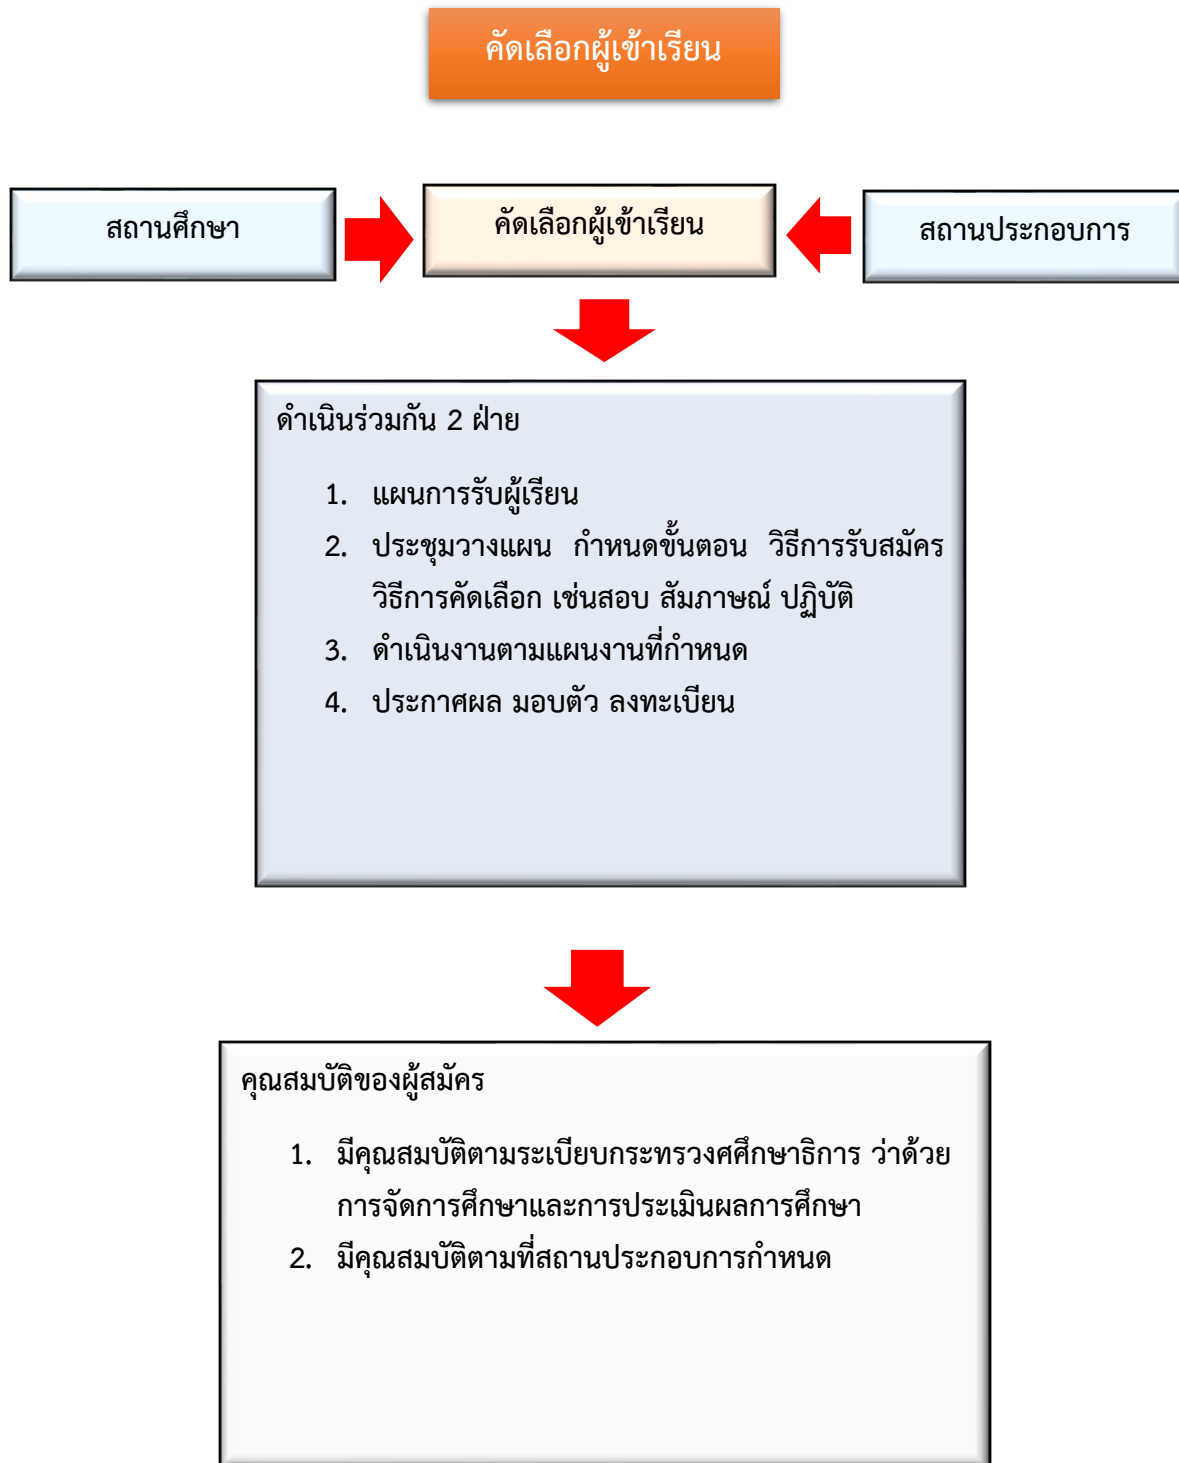 คัดเลือกผู้เข้าเรียน
สถานศึกษา
คัดเลือกผู้เข้าเรียน
สถานประกอบการ
ดำเนินร่วมกัน 2 ฝ่าย
1. แผนการรับผู้เรียน
2. ประชุมวางแผน กำหนดขั้นตอน วิธีการรับสมัคร
วิธีการคัดเลือก เช่นสอบ สัมภาษณ์ ปฏิบัติ
3. ดำเนินงานตามแผนงานที่กำหนด
4. ประกาศผล มอบตัว ลงทะเบียน
คุณสมบัติของผู้สมัคร
1. มีคุณสมบัติตามระเบียบกระทรวงศศึกษาธิการ ว่าด้วย
การจัดการศึกษาและการประเมินผลการศึกษา
2. มีคุณสมบัติตามที่สถานประกอบการกำหนด